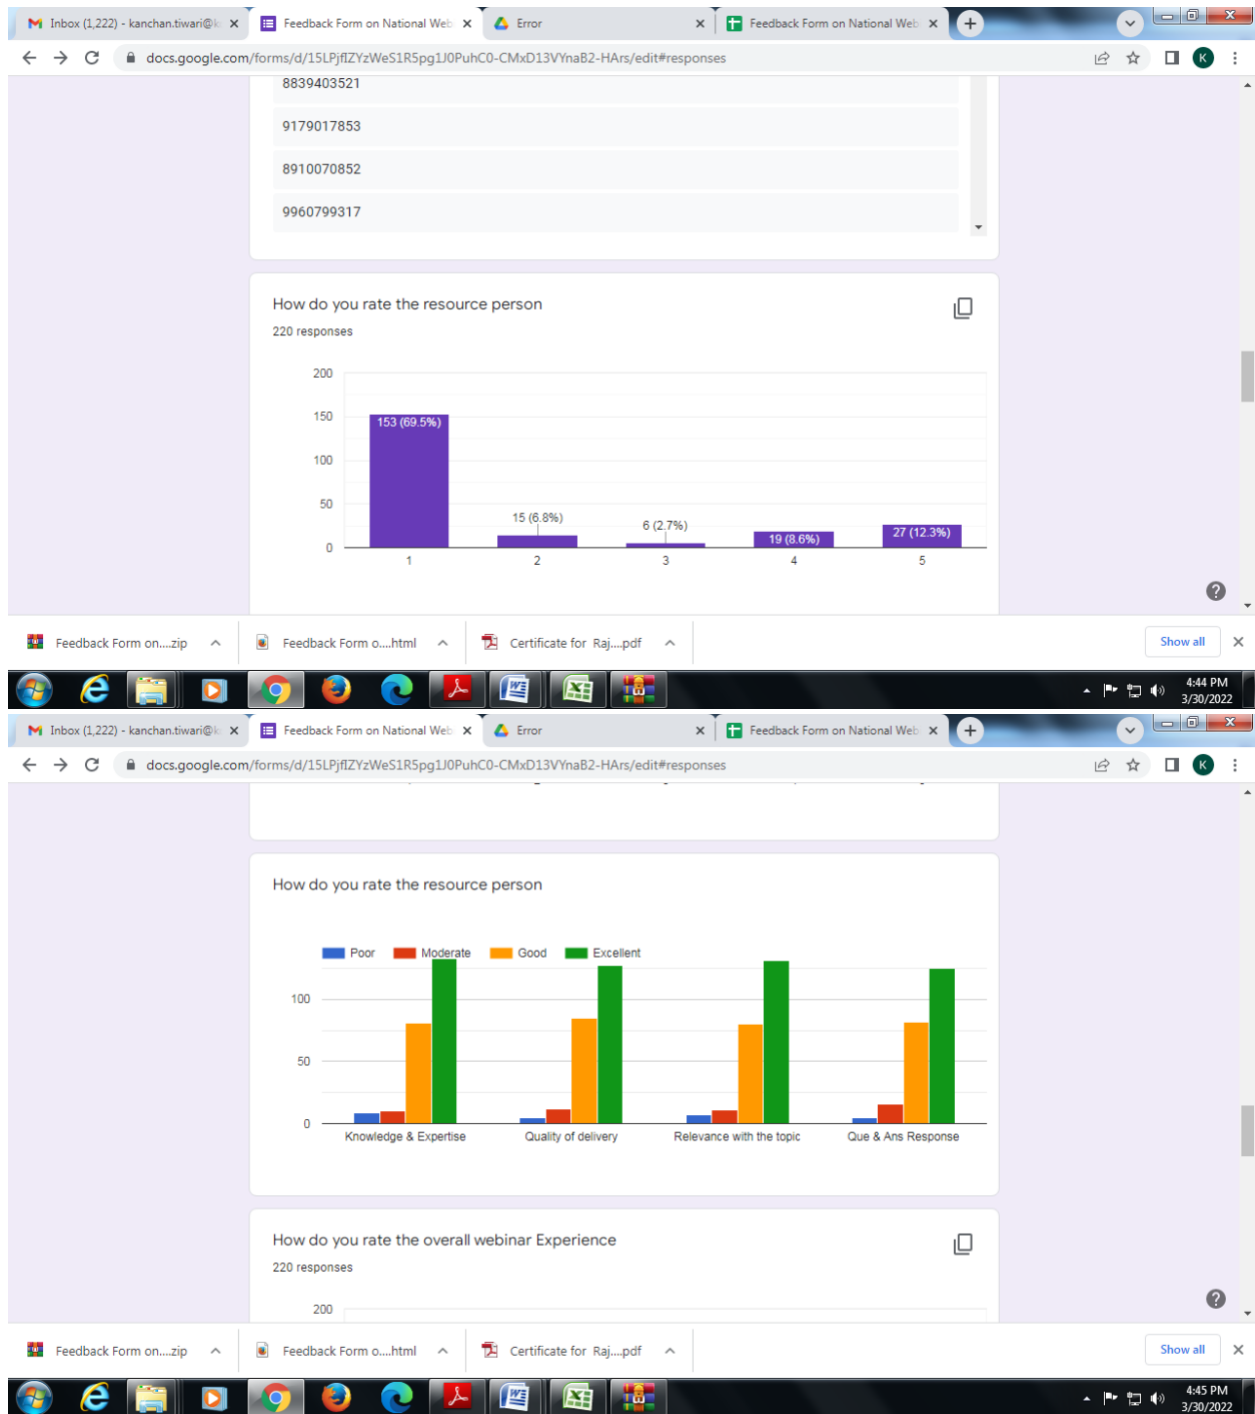 Inbox (1,222) - kanchan.tiwari@k
Feedback Form on National Web
Error
Feedback Form on National Web
docs.google.com/forms/d/15LPjfIZYzWeS1R5pg1J0PuhC0-CMxD13VYnaB2-HArs/edit#responses
K
8839403521
9179017853
8910070852
9960799317
How do you rate the resource person
220 responses
200
150
100
50
0
153 (69.5%)
15 (6.8%)
6 (2.7%)
19 (8.6%)
27 (12.3%)
1 2 3 4 5
Feedback Form on....zip
Feedback Form o....html
Certificate for Raj....pdf
Show all
4:44 PM
3/30/2022
Inbox (1,222) - kanchan.tiwari@k
Feedback Form on National Web
Error
Feedback Form on National Web
docs.google.com/forms/d/15LPjfIZYzWeS1R5pg1J0PuhC0-CMxD13VYnaB2-HArs/edit#responses
K
How do you rate the resource person
Poor Moderate Good Excellent
100
50
0
Knowledge & Expertise Quality of delivery Relevance with the topic Que & Ans Response
How do you rate the overall webinar Experience
220 responses
200
Feedback Form on....zip
Feedback Form o....html
Certificate for Raj....pdf
Show all
4:45 PM
3/30/2022